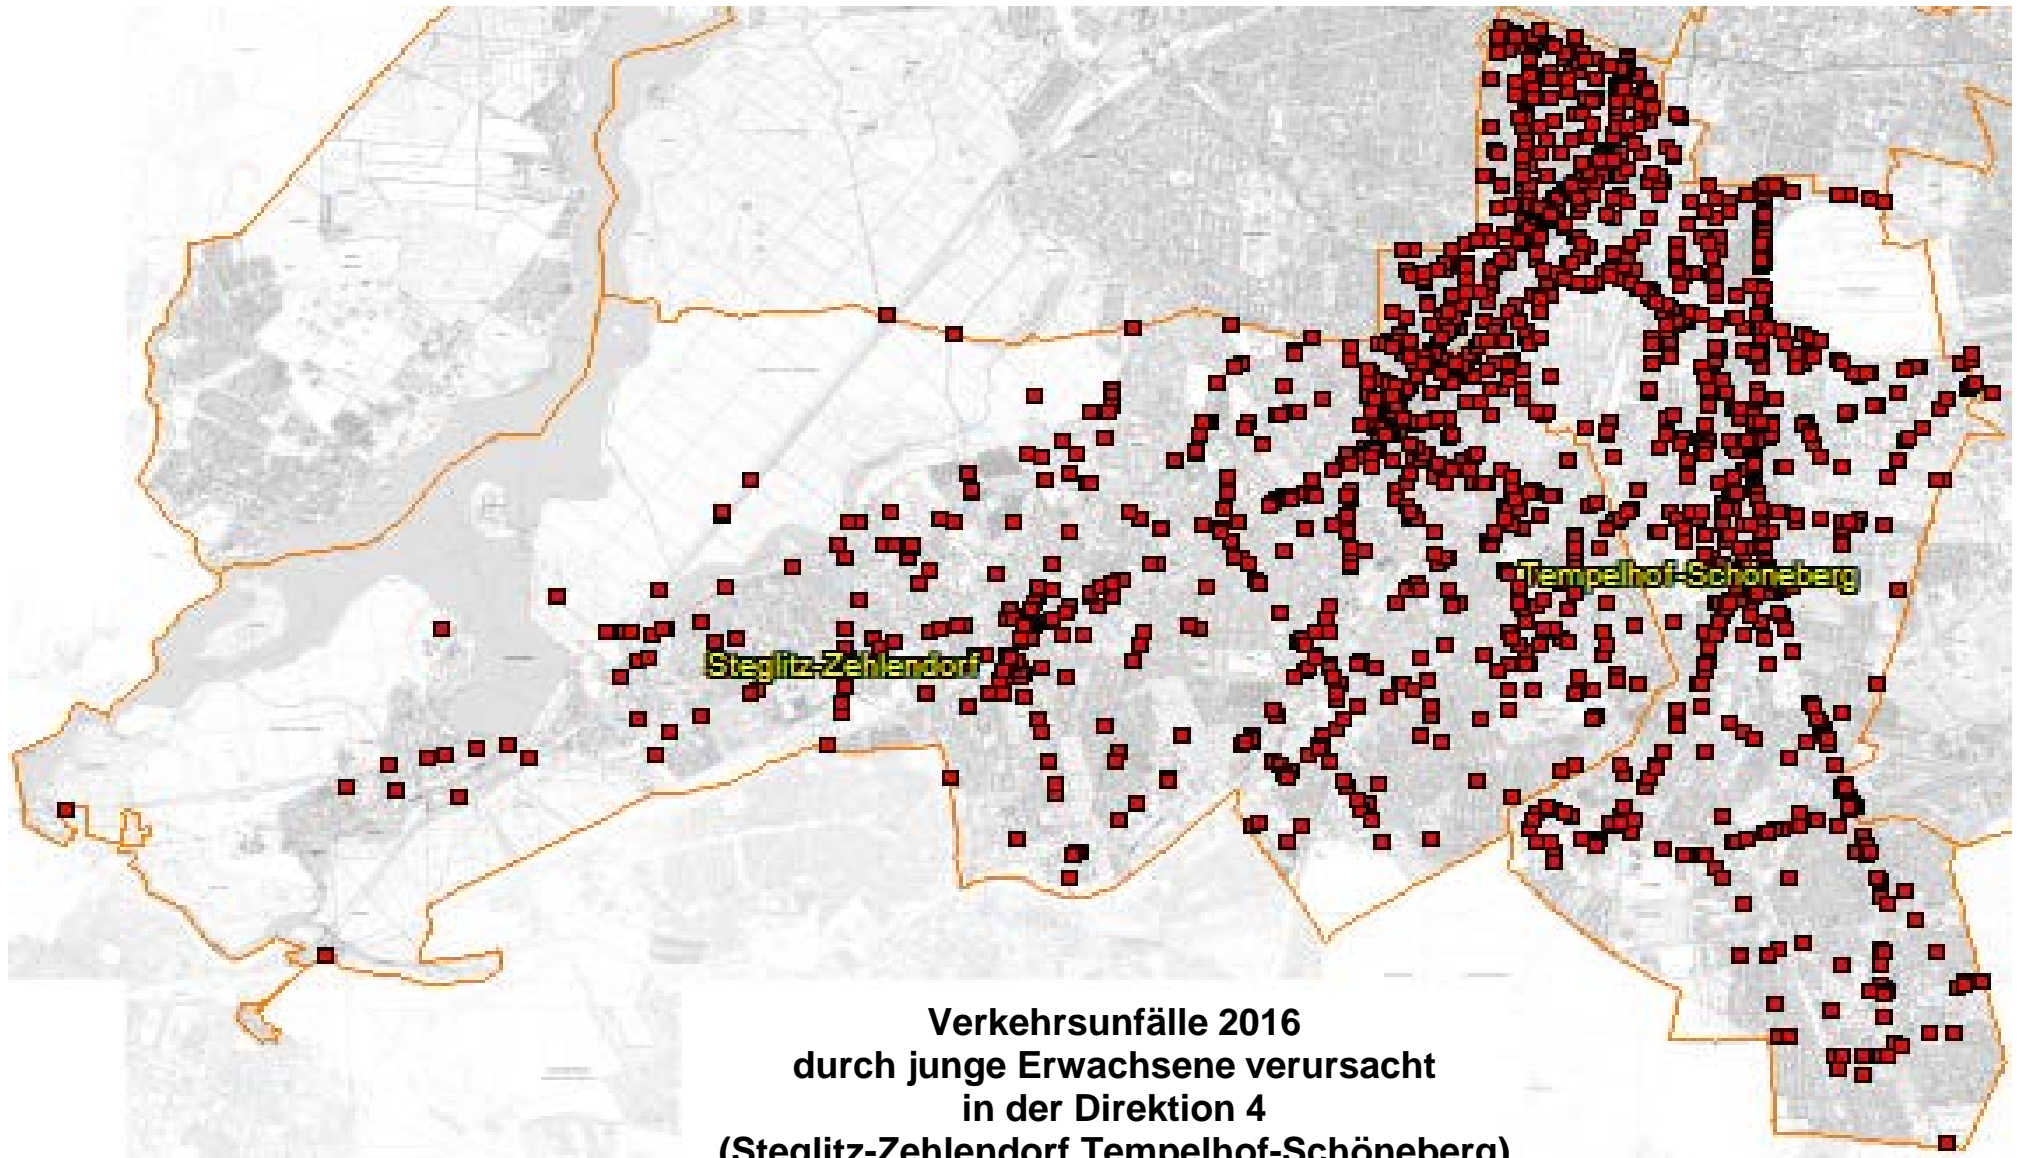 Tempelhof-Schöneberg
Steglitz-Zehlendorf
Verkehrsunfälle 2016
durch junge Erwachsene verursacht
in der Direktion 4
(Steglitz-Zehlendorf Tempelhof-Schöneberg)